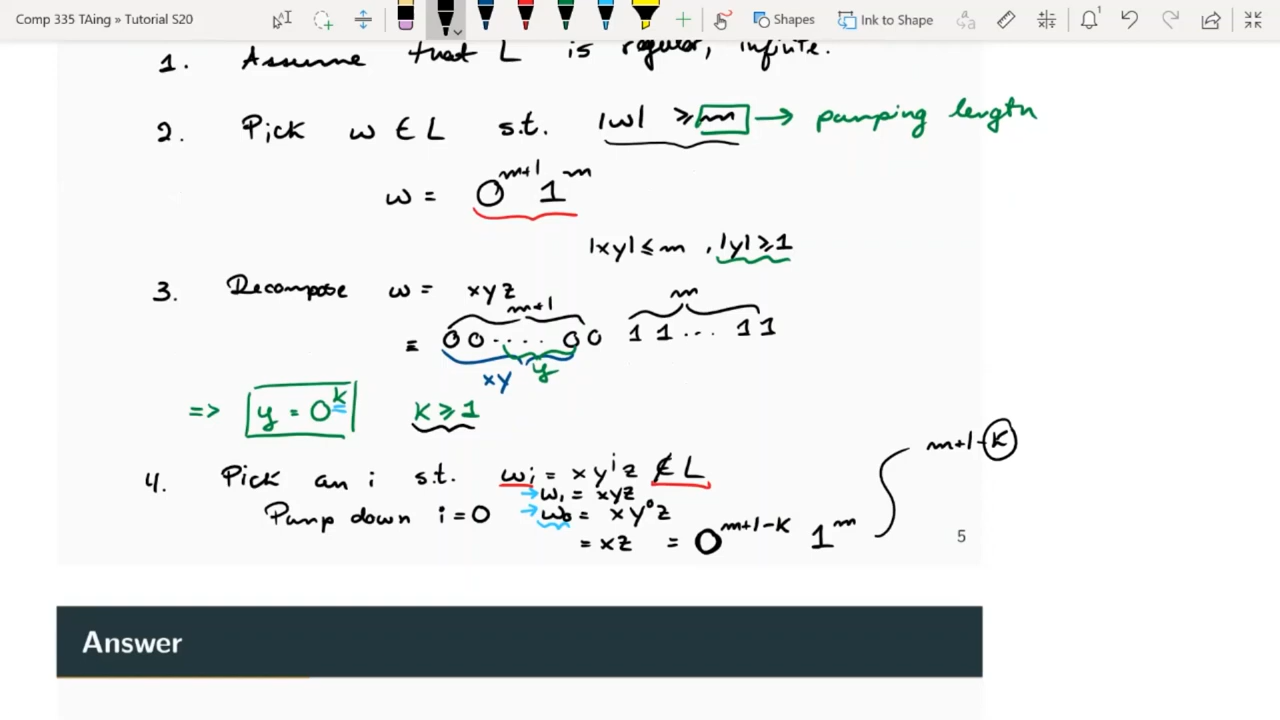 Comp 335 TAing » Tutorial S20
Shapes
Ink to Shape
1. Assume that L is regular, infinite.
2. Pick w ∈ L s.t. |w| ≥ m → pumping length
w = 0^{m+1} 1^m
|xy| ≤ m , |y| ≥ 1
3. Decompose w = xyz
m+1 m
= 00....00 11...11
xy y
=> y = 0^k k ≥ 1
4. Pick an i s.t. wi = xy^iz ∉ L
→ w₁ = xyz
Pump down i=0 → w₀ = xy⁰z
= xz = 0^{m+1-k} 1^m
m+1-k
5
Answer